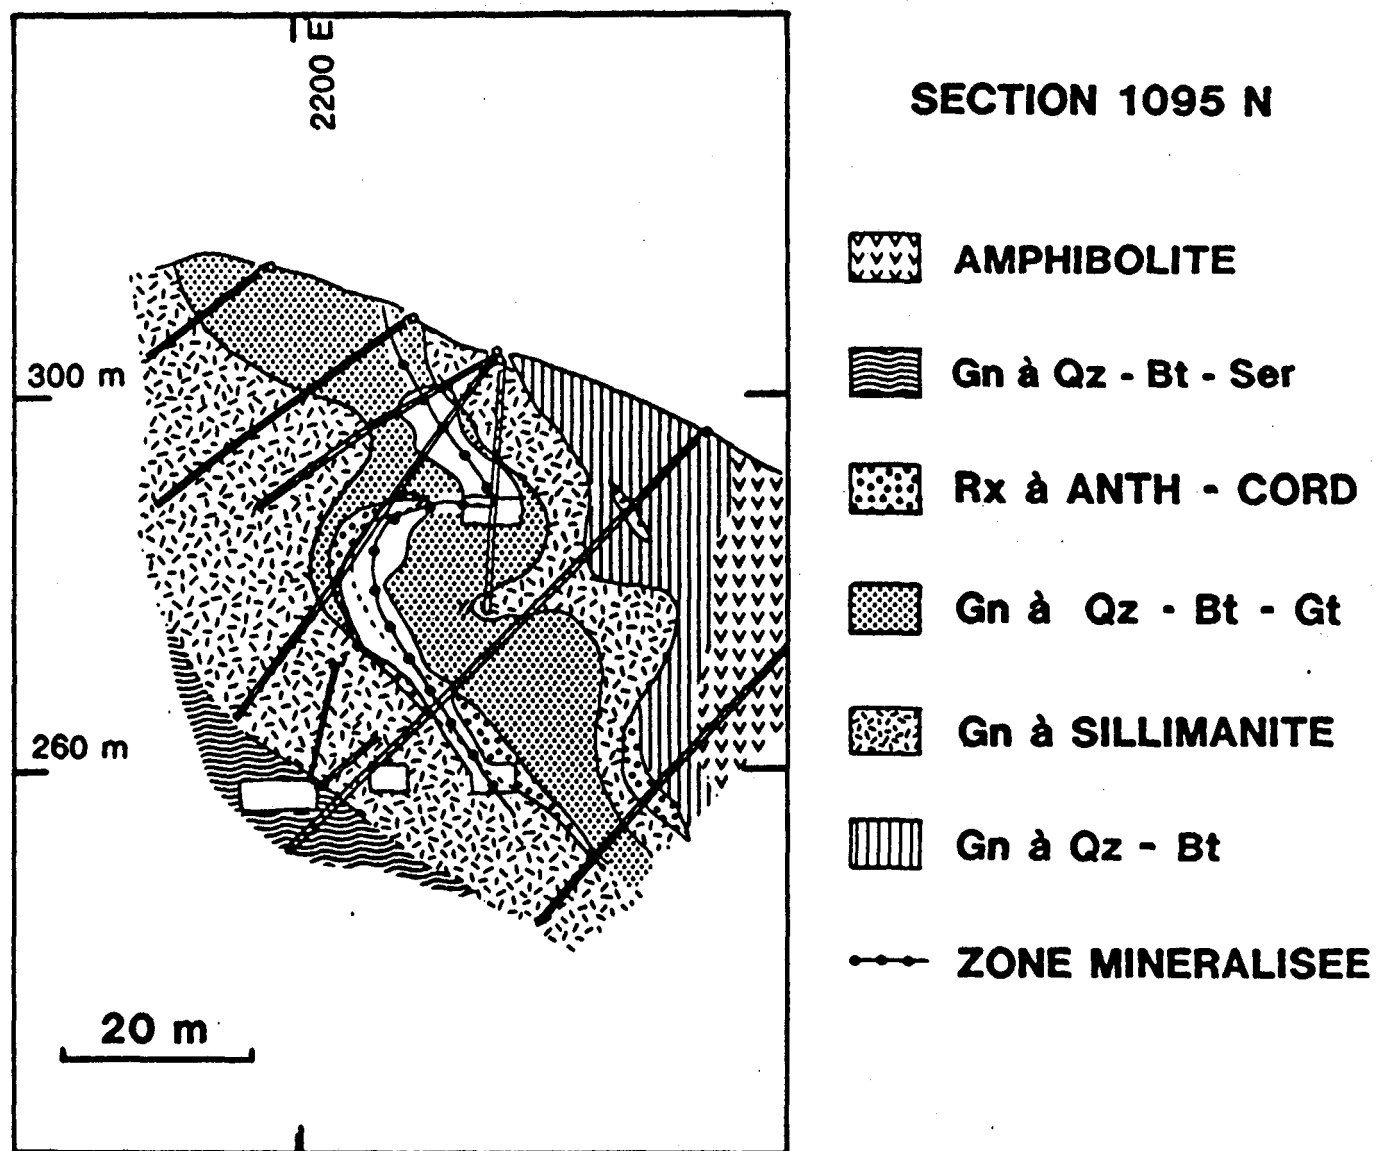 2200 E
300 m
260 m
20 m
SECTION 1095 N
AMPHIBOLITE
Gn à Qz - Bt - Ser
Rx à ANTH - CORD
Gn à Qz - Bt - Gt
Gn à SILLIMANITE
Gn à Qz - Bt
ZONE MINERALISEE